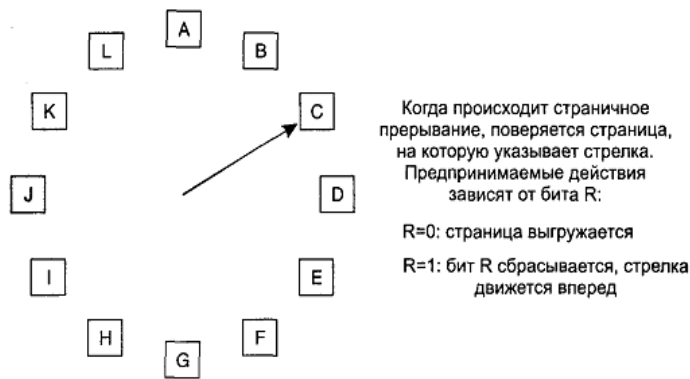 A
B
C
D
E
F
G
H
I
J
K
L
Когда происходит страничное
прерывание, поверяется страница,
на которую указывает стрелка.
Предпринимаемые действия
зависят от бита R:
R=0: страница выгружается
R=1: бит R сбрасывается, стрелка
движется вперед